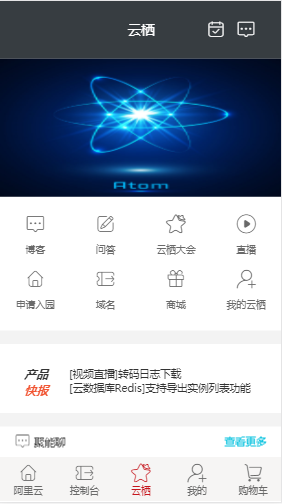 云栖
Atom
博客 问答 云栖大会 直播
申请入园 域名 商城 我的云栖
产品 [视频直播]转码日志下载
快报 [云数据库Redis]支持导出实例列表功能
聚能聊 查看更多
阿里云 控制台 云栖 我的 购物车